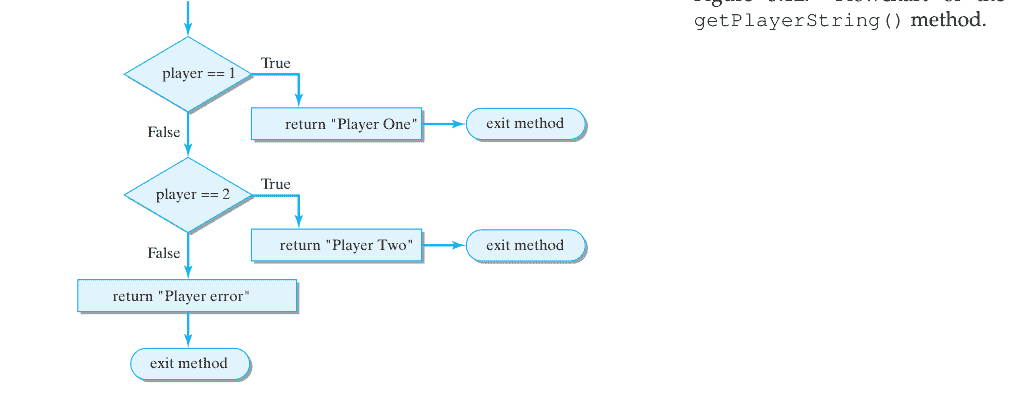 getPlayerString() method.
True
player == 1
return "Player One"
exit method
False
True
player == 2
return "Player Two"
exit method
False
return "Player error"
exit method